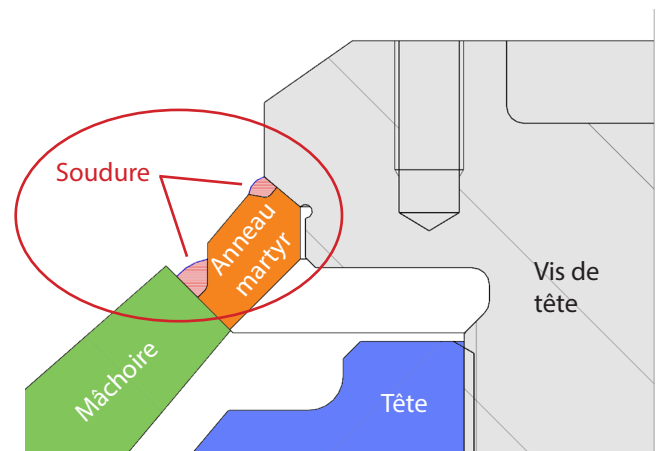 Soudure
Anneau
martyr
Vis de
tête
Mâchoire
Tête